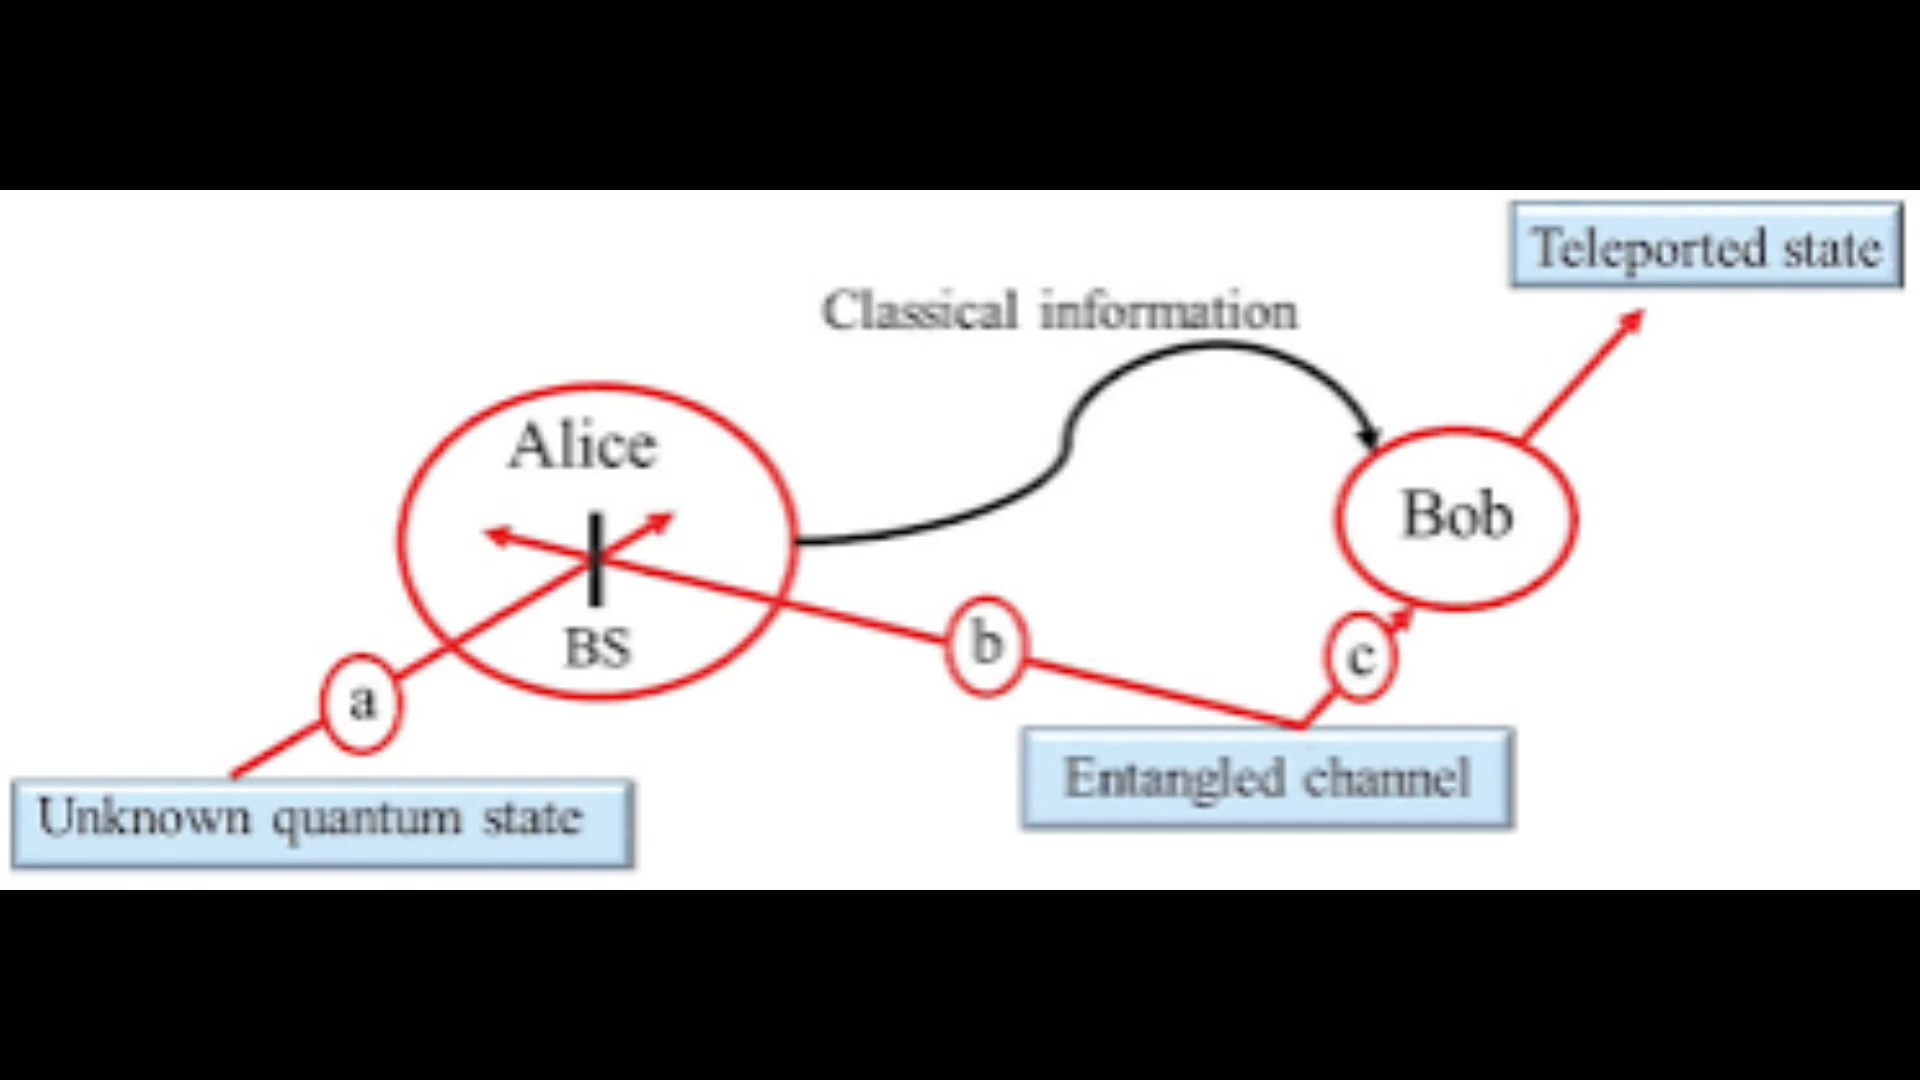 Teleported state
Classical information
Alice
Bob
BS
a
b
c
Unknown quantum state
Entangled channel